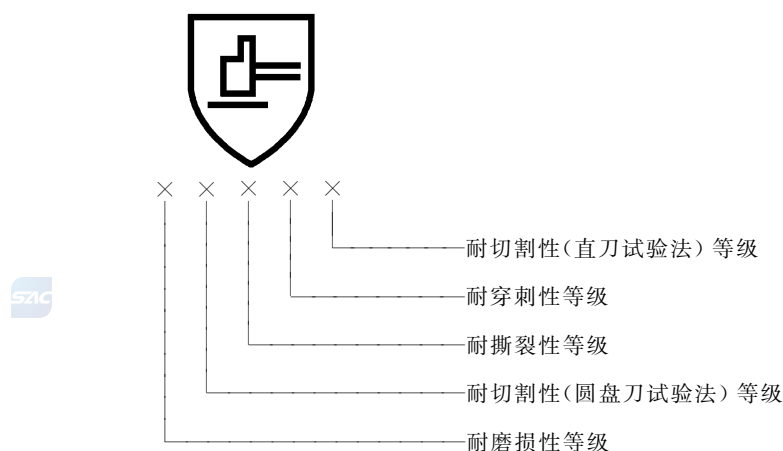 × × × × ×
耐切割性(直刀试验法)等级
耐穿刺性等级
SAC
耐撕裂性等级
耐切割性(圆盘刀试验法)等级
耐磨损性等级